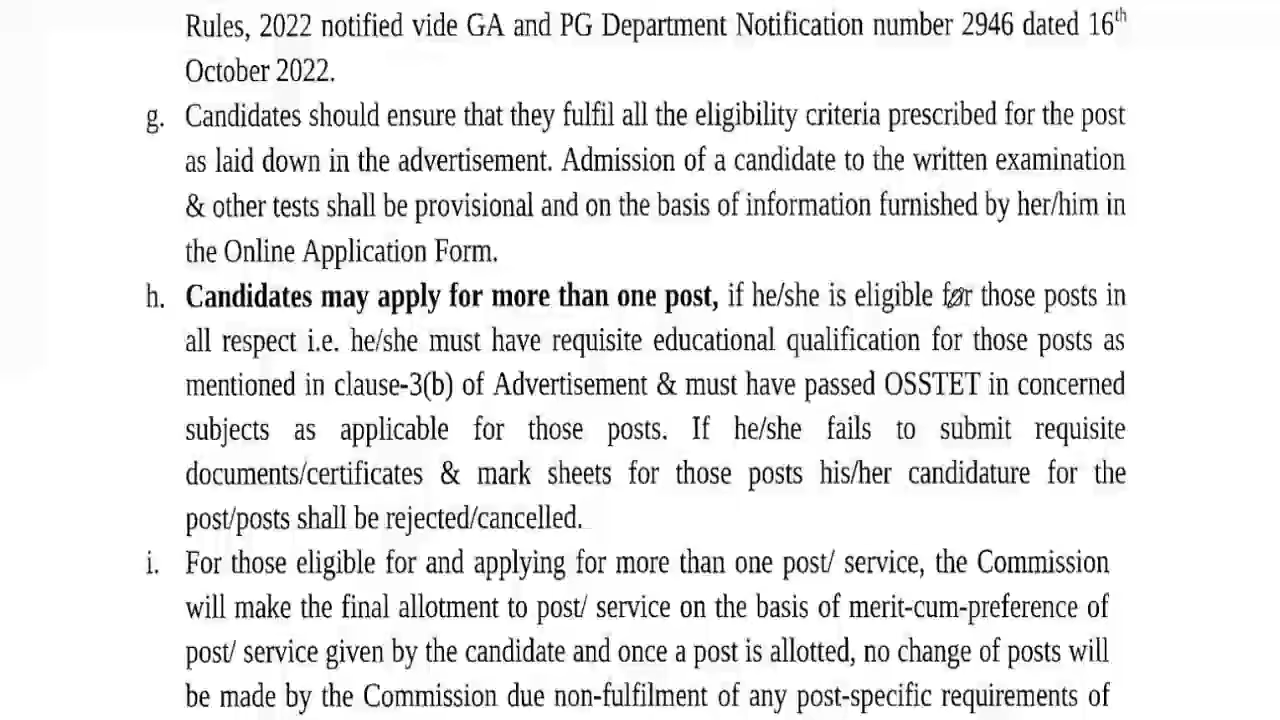 Rules, 2022 notified vide GA and PG Department Notification number 2946 dated 16th
October 2022.
g. Candidates should ensure that they fulfil all the eligibility criteria prescribed for the post
as laid down in the advertisement. Admission of a candidate to the written examination
& other tests shall be provisional and on the basis of information furnished by her/him in
the Online Application Form.
h. Candidates may apply for more than one post, if he/she is eligible for those posts in
all respect i.e. he/she must have requisite educational qualification for those posts as
mentioned in clause-3(b) of Advertisement & must have passed OSSTET in concerned
subjects as applicable for those posts. If he/she fails to submit requisite
documents/certificates & mark sheets for those posts his/her candidature for the
post/posts shall be rejected/cancelled.
i. For those eligible for and applying for more than one post/ service, the Commission
will make the final allotment to post/ service on the basis of merit-cum-preference of
post/ service given by the candidate and once a post is allotted, no change of posts will
be made by the Commission due non-fulfilment of any post-specific requirements of